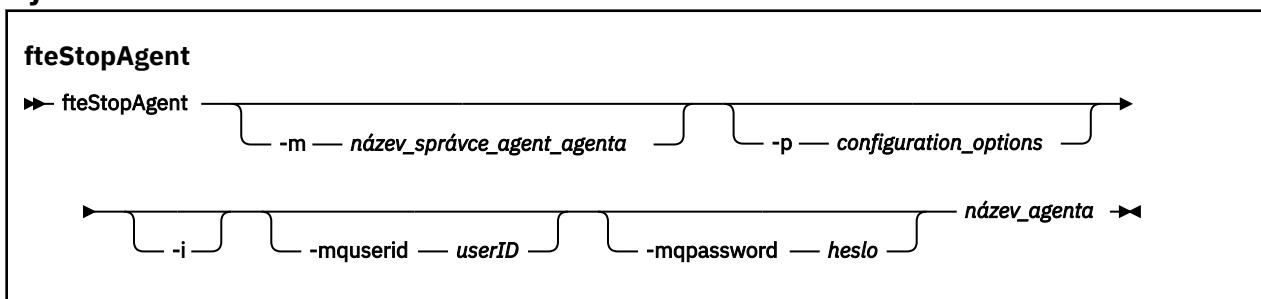 fteStopAgent
fteStopAgent
-m název_správce_agent_agenta -p configuration_options
název_agenta
-i -mquserid userID -mqpassword heslo